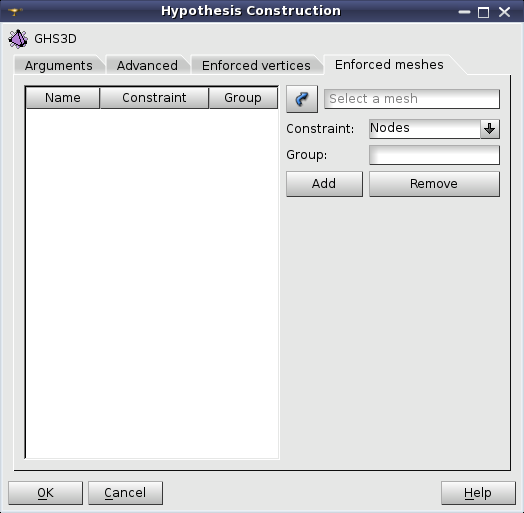 Hypothesis Construction
GHS3D
Arguments Advanced Enforced vertices Enforced meshes
Name Constraint Group
Select a mesh
Constraint: Nodes
Group:
Add Remove
OK Cancel Help